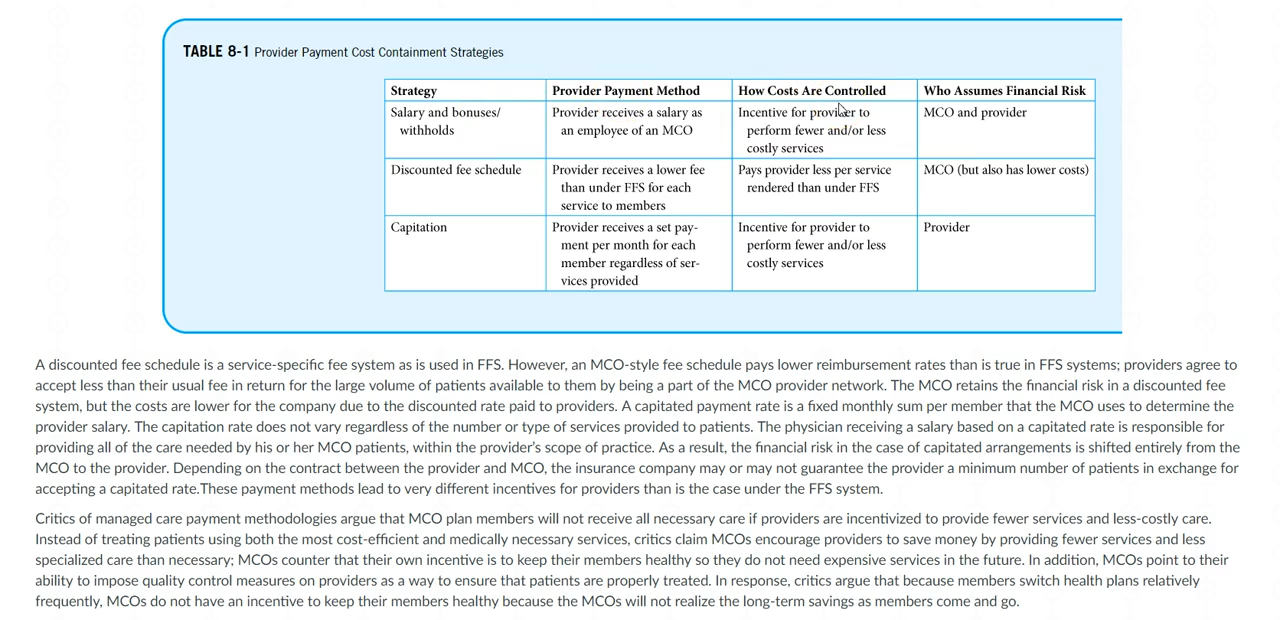 TABLE 8-1 Provider Payment Cost Containment Strategies
Strategy Provider Payment Method How Costs Are Controlled Who Assumes Financial Risk
Salary and bonuses/ Provider receives a salary as Incentive for provider to MCO and provider
withholds an employee of an MCO perform fewer and/or less
costly services
Discounted fee schedule Provider receives a lower fee Pays provider less per service MCO (but also has lower costs)
than under FFS for each rendered than under FFS
service to members
Capitation Provider receives a set pay- Incentive for provider to Provider
ment per month for each perform fewer and/or less
member regardless of ser- costly services
vices provided
A discounted fee schedule is a service-specific fee system as is used in FFS. However, an MCO-style fee schedule pays lower reimbursement rates than is true in FFS systems; providers agree to
accept less than their usual fee in return for the large volume of patients available to them by being a part of the MCO provider network. The MCO retains the financial risk in a discounted fee
system, but the costs are lower for the company due to the discounted rate paid to providers. A capitated payment rate is a fixed monthly sum per member that the MCO uses to determine the
provider salary. The capitation rate does not vary regardless of the number or type of services provided to patients. The physician receiving a salary based on a capitated rate is responsible for
providing all of the care needed by his or her MCO patients, within the provider's scope of practice. As a result, the financial risk in the case of capitated arrangements is shifted entirely from the
MCO to the provider. Depending on the contract between the provider and MCO, the insurance company may or may not guarantee the provider a minimum number of patients in exchange for
accepting a capitated rate.These payment methods lead to very different incentives for providers than is the case under the FFS system.
Critics of managed care payment methodologies argue that MCO plan members will not receive all necessary care if providers are incentivized to provide fewer services and less-costly care.
Instead of treating patients using both the most cost-efficient and medically necessary services, critics claim MCOs encourage providers to save money by providing fewer services and less
specialized care than necessary; MCOs counter that their own incentive is to keep their members healthy so they do not need expensive services in the future. In addition, MCOs point to their
ability to impose quality control measures on providers as a way to ensure that patients are properly treated. In response, critics argue that because members switch health plans relatively
frequently, MCOs do not have an incentive to keep their members healthy because the MCOs will not realize the long-term savings as members come and go.